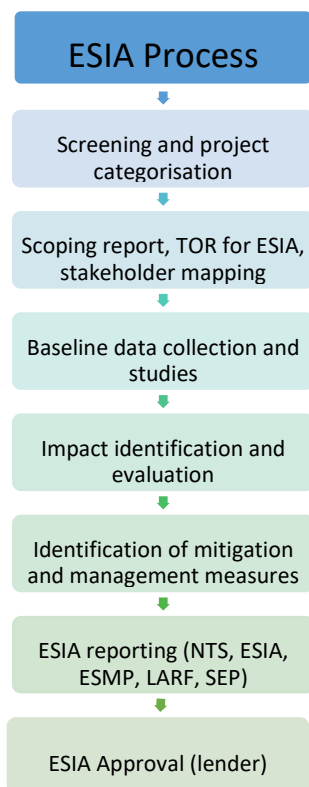 ESIA Process
Screening and project
categorisation
Scoping report, TOR for ESIA,
stakeholder mapping
Baseline data collection and
studies
Impact identification and
evaluation
Identification of mitigation
and management measures
ESIA reporting (NTS, ESIA,
ESMP, LARF, SEP)
ESIA Approval (lender)